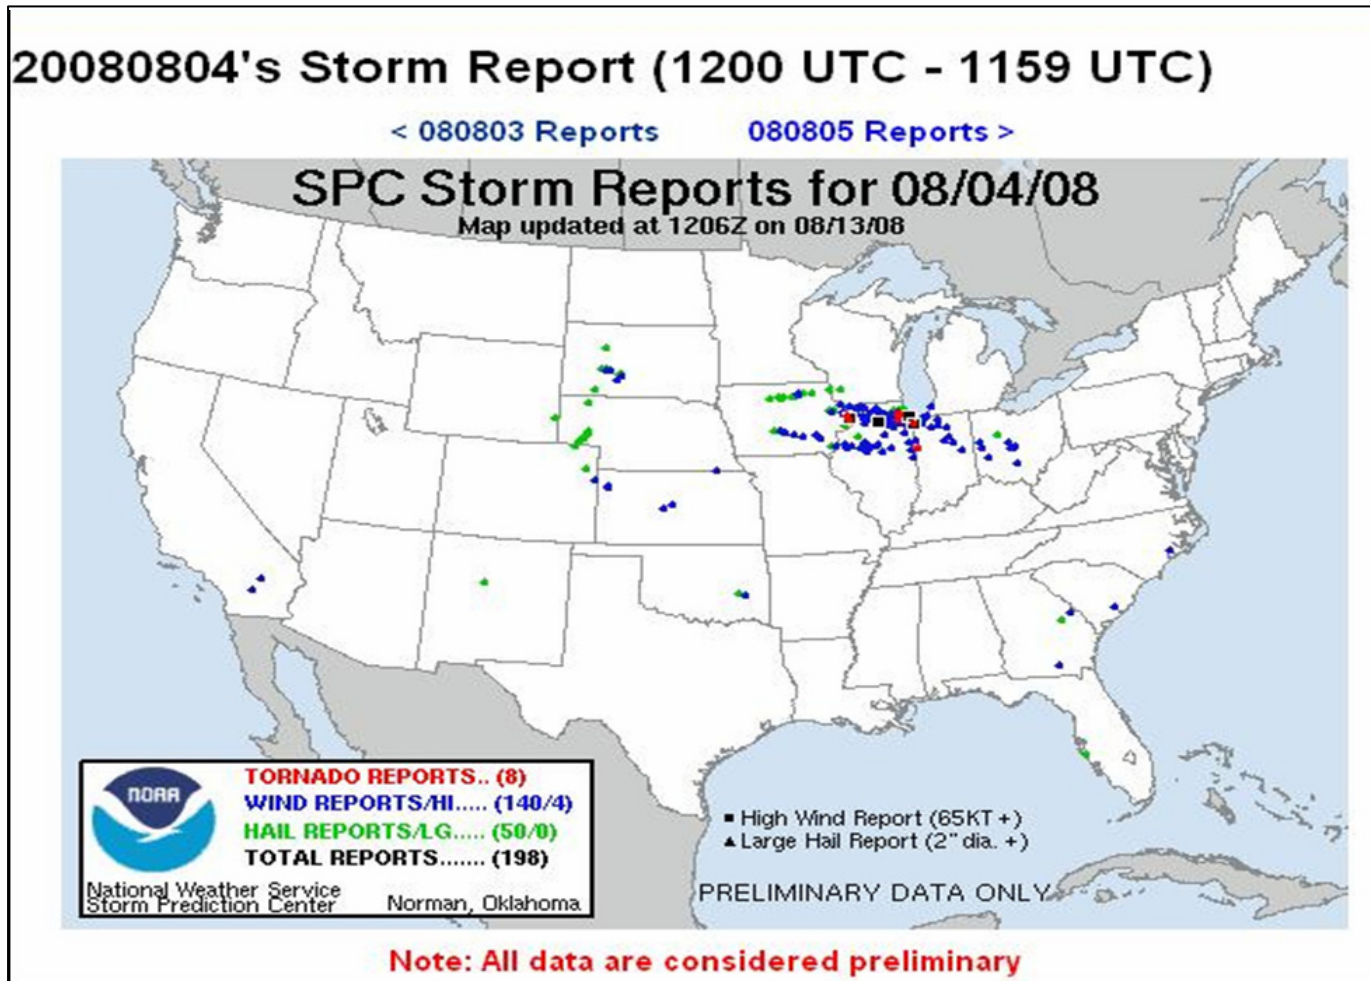 20080804's Storm Report (1200 UTC - 1159 UTC)
< 080803 Reports 080805 Reports >
SPC Storm Reports for 08/04/08
Map updated at 1206Z on 08/13/08
NOAA
TORNADO REPORTS.. (8)
WIND REPORTS/HI..... (140/4)
HAIL REPORTS/LG..... (50/0)
TOTAL REPORTS....... (198)
National Weather Service
Storm Prediction Center Norman, Oklahoma
High Wind Report (65KT +)
Large Hail Report (2" dia. +)
PRELIMINARY DATA ONLY
Note: All data are considered preliminary